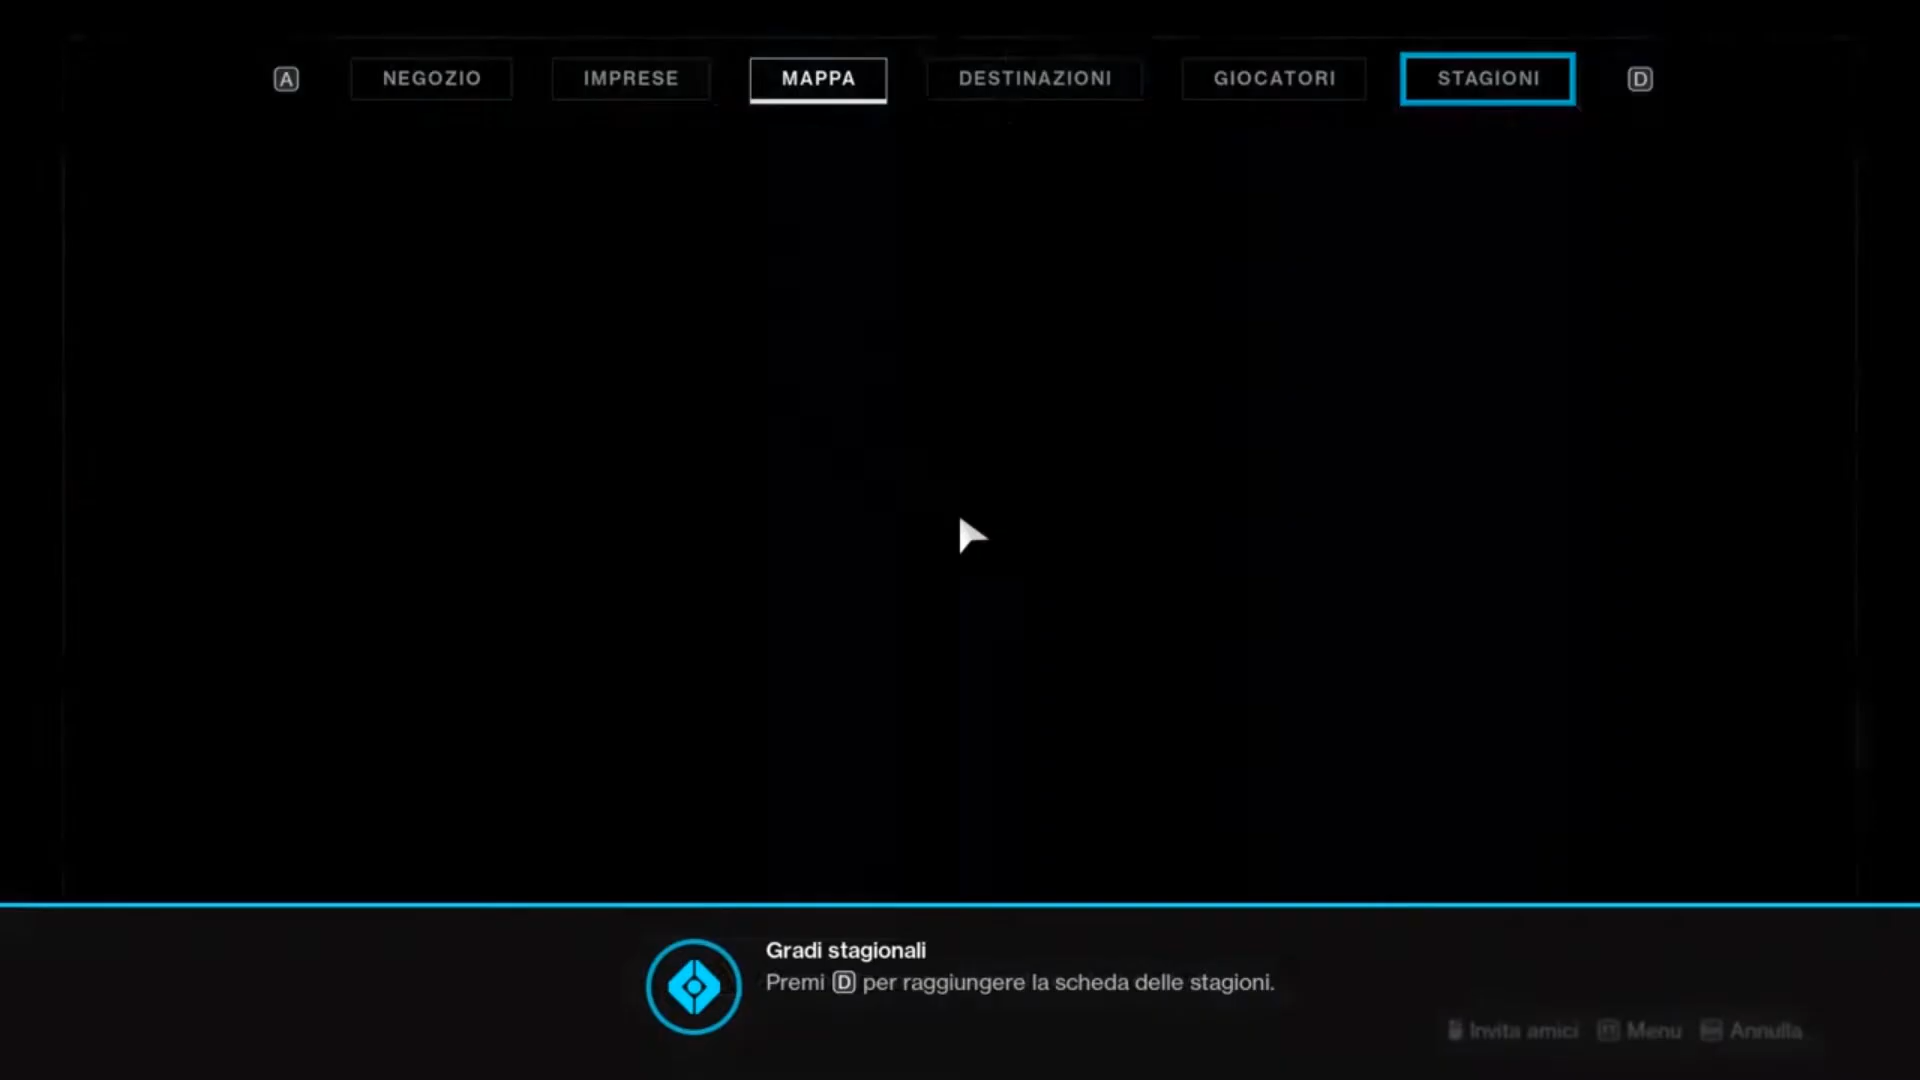 A NEGOZIO IMPRESE MAPPA DESTINAZIONI GIOCATORI STAGIONI D
Gradi stagionali
Premi D per raggiungere la scheda delle stagioni.
Invita amici Menu Annulla